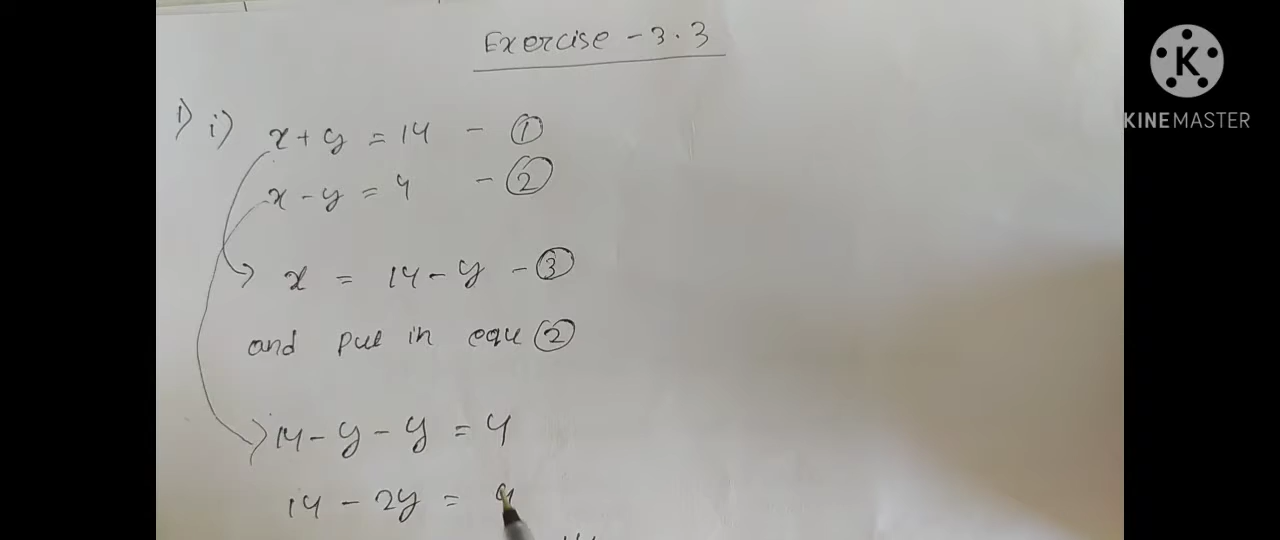 Exercise - 3.3
1) i) x + y = 14 - ①
x - y = 4 - ②
x = 14 - y - ③
and put in equ ②
14 - y - y = 4
14 - 2y = 4
K
KINEMASTER